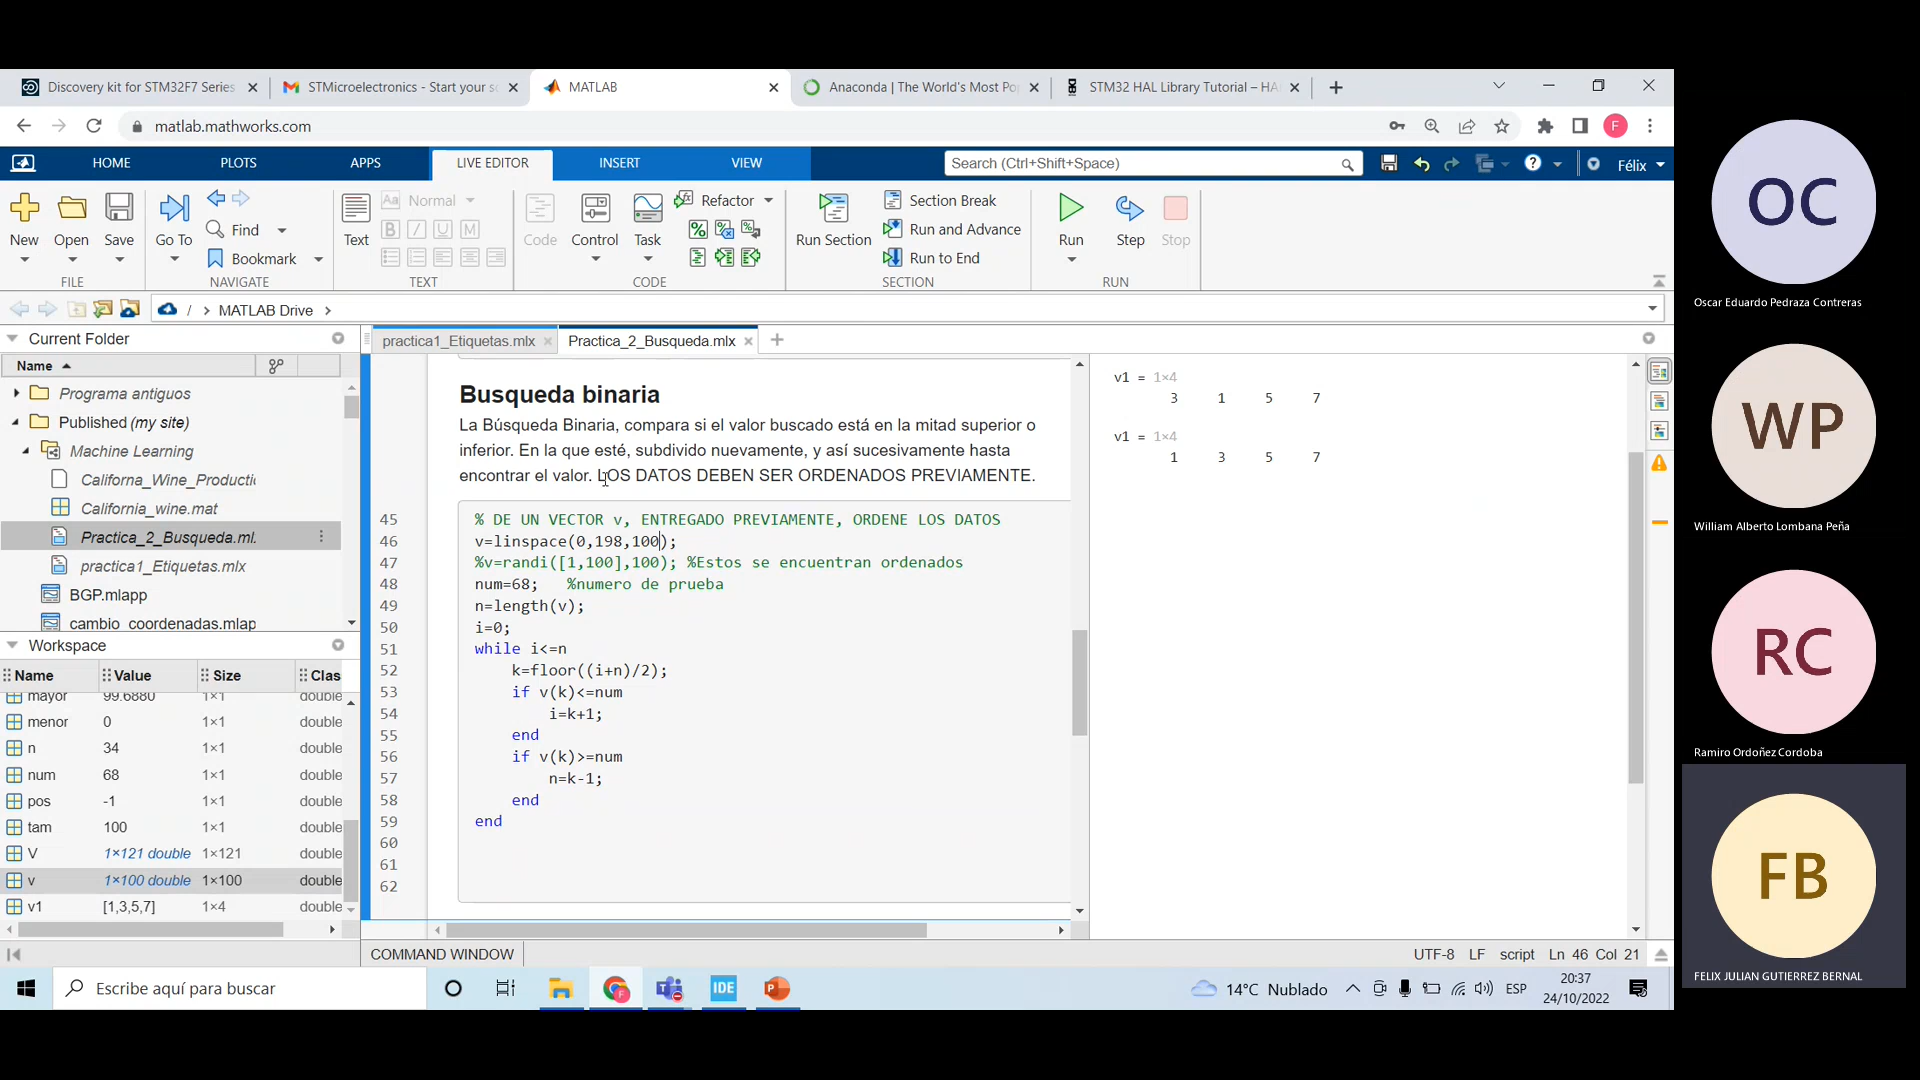 Discovery kit for STM32F7 Series
STMicroelectronics - Start your s
MATLAB
Anaconda | The World's Most Po
STM32 HAL Library Tutorial – HA
matlab.mathworks.com
F
HOME
PLOTS
APPS
LIVE EDITOR
INSERT
VIEW
Search (Ctrl+Shift+Space)
Félix
New
Open
Save
Go To
Find
Bookmark
Text
Aa Normal
B I U M
Code
Control
Task
Refactor
Run Section
Section Break
Run and Advance
Run to End
Run
Step
Stop
FILE
NAVIGATE
TEXT
CODE
SECTION
RUN
/ > MATLAB Drive >
Current Folder
Name
Programa antiguos
Published (my site)
Machine Learning
Californa_Wine_Producti
California_wine.mat
Practica_2_Busqueda.ml.
practica1_Etiquetas.mlx
BGP.mlapp
cambio_coordenadas.mlap
Workspace
Name Value Size Clas
mayor 99.6880 1×1 double
menor 0 1×1 double
n 34 1×1 double
num 68 1×1 double
pos -1 1×1 double
tam 100 1×1 double
V 1×121 double 1×121 double
v 1×100 double 1×100 double
v1 [1,3,5,7] 1×4 double
practica1_Etiquetas.mlx
Practica_2_Busqueda.mlx
Busqueda binaria
La Búsqueda Binaria, compara si el valor buscado está en la mitad superior o
inferior. En la que esté, subdivido nuevamente, y así sucesivamente hasta
encontrar el valor. LOS DATOS DEBEN SER ORDENADOS PREVIAMENTE.
45 % DE UN VECTOR v, ENTREGADO PREVIAMENTE, ORDENE LOS DATOS
46 v=linspace(0,198,100);
47 %v=randi([1,100],100); %Estos se encuentran ordenados
48 num=68; %numero de prueba
49 n=length(v);
50 i=0;
51 while i<=n
52 k=floor((i+n)/2);
53 if v(k)<=num
54 i=k+1;
55 end
56 if v(k)>=num
57 n=k-1;
58 end
59 end
60
61
62
v1 = 1×4
3 1 5 7
v1 = 1×4
1 3 5 7
COMMAND WINDOW
UTF-8 LF script Ln 46 Col 21
Escribe aquí para buscar
IDE
14°C Nublado
ESP
20:37
24/10/2022
OC
Oscar Eduardo Pedraza Contreras
WP
William Alberto Lombana Peña
RC
Ramiro Ordoñez Cordoba
FB
FELIX JULIAN GUTIERREZ BERNAL